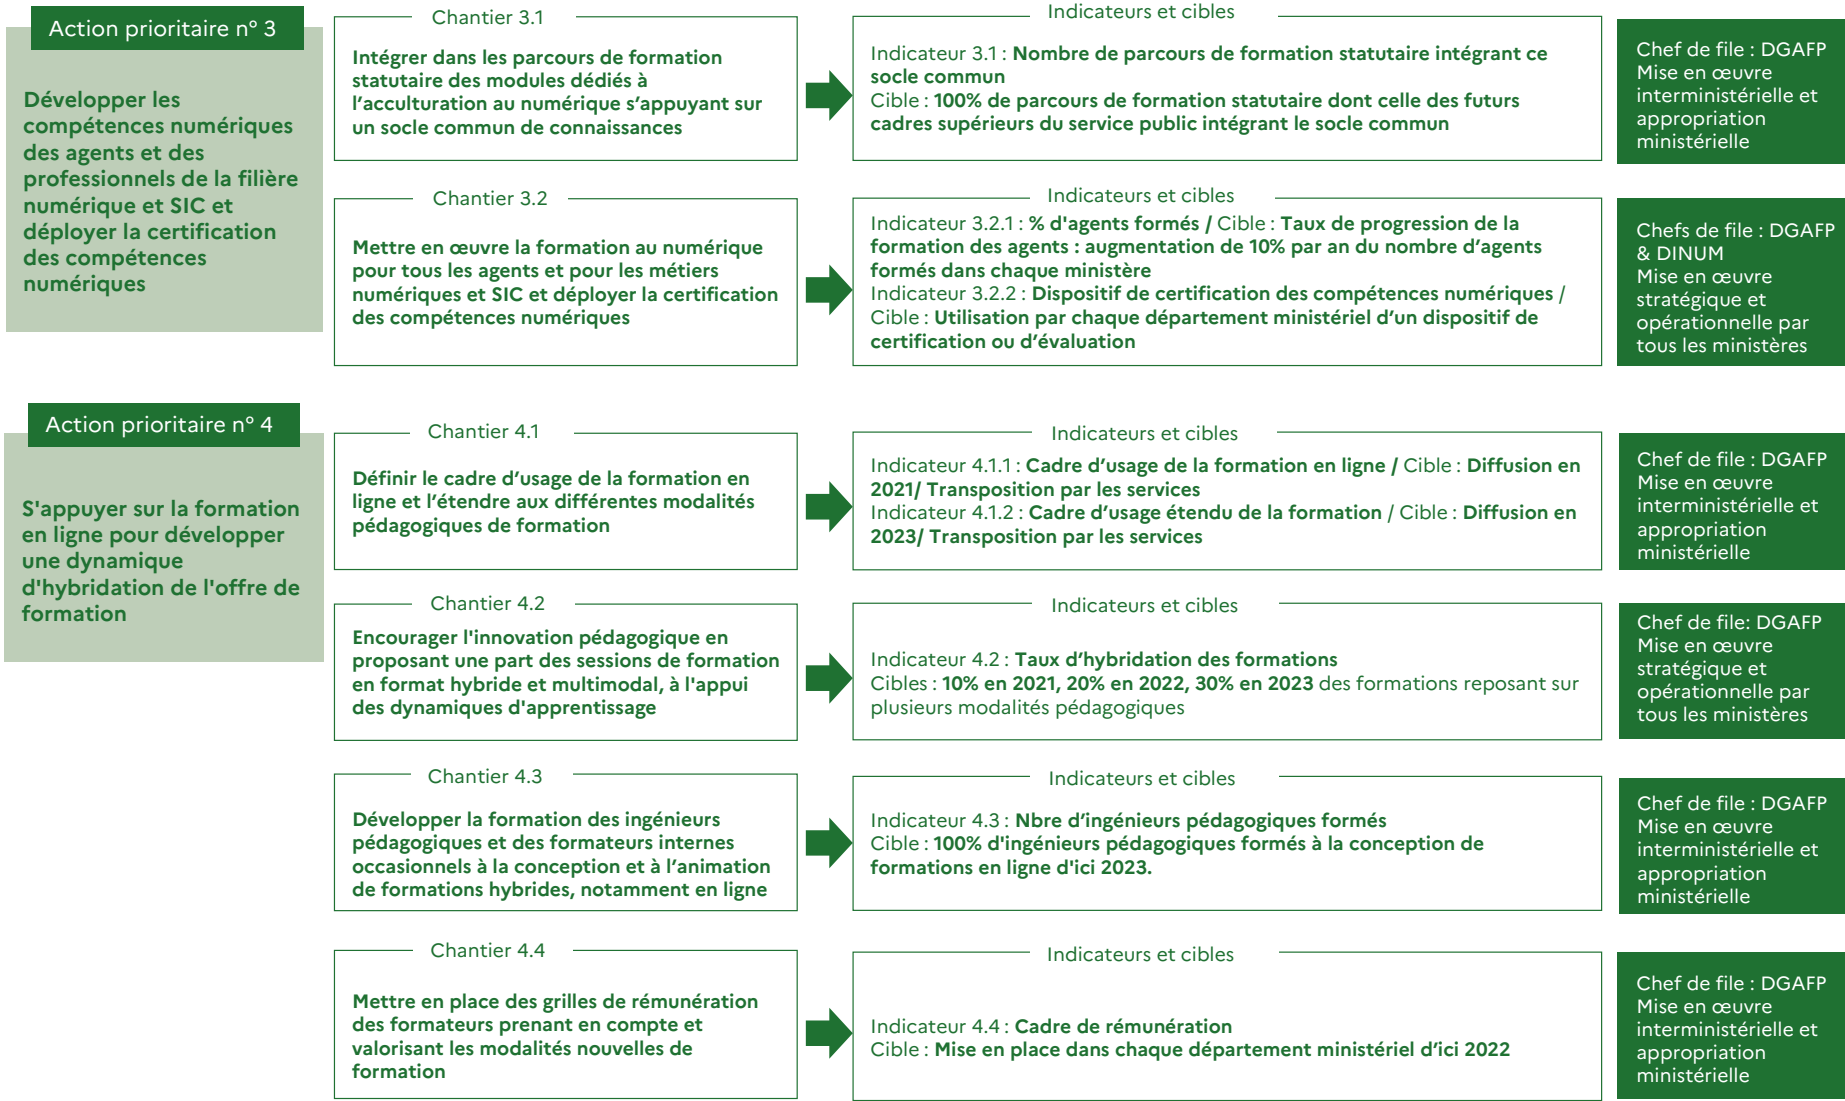 Action prioritaire n° 3
Développer les
compétences numériques
des agents et des
professionnels de la filière
numérique et SIC et
déployer la certification
des compétences
numériques
Chantier 3.1
Intégrer dans les parcours de formation
statutaire des modules dédiés à
l’acculturation au numérique s’appuyant sur
un socle commun de connaissances
Indicateurs et cibles
Indicateur 3.1 : Nombre de parcours de formation statutaire intégrant ce
socle commun
Cible : 100% de parcours de formation statutaire dont celle des futurs
cadres supérieurs du service public intégrant le socle commun
Chef de file : DGAFP
Mise en œuvre
interministérielle et
appropriation
ministérielle
Chantier 3.2
Mettre en œuvre la formation au numérique
pour tous les agents et pour les métiers
numériques et SIC et déployer la certification
des compétences numériques
Indicateurs et cibles
Indicateur 3.2.1 : % d'agents formés / Cible : Taux de progression de la
formation des agents : augmentation de 10% par an du nombre d’agents
formés dans chaque ministère
Indicateur 3.2.2 : Dispositif de certification des compétences numériques /
Cible : Utilisation par chaque département ministériel d’un dispositif de
certification ou d’évaluation
Chefs de file : DGAFP
& DINUM
Mise en œuvre
stratégique et
opérationnelle par
tous les ministères
Action prioritaire n° 4
S'appuyer sur la formation
en ligne pour développer
une dynamique
d'hybridation de l'offre de
formation
Chantier 4.1
Définir le cadre d’usage de la formation en
ligne et l’étendre aux différentes modalités
pédagogiques de formation
Indicateurs et cibles
Indicateur 4.1.1 : Cadre d’usage de la formation en ligne / Cible : Diffusion en
2021/ Transposition par les services
Indicateur 4.1.2 : Cadre d’usage étendu de la formation / Cible : Diffusion en
2023/ Transposition par les services
Chef de file : DGAFP
Mise en œuvre
interministérielle et
appropriation
ministérielle
Chantier 4.2
Encourager l'innovation pédagogique en
proposant une part des sessions de formation
en format hybride et multimodal, à l'appui
des dynamiques d'apprentissage
Indicateurs et cibles
Indicateur 4.2 : Taux d’hybridation des formations
Cibles : 10% en 2021, 20% en 2022, 30% en 2023 des formations reposant sur
plusieurs modalités pédagogiques
Chef de file: DGAFP
Mise en œuvre
stratégique et
opérationnelle par
tous les ministères
Chantier 4.3
Développer la formation des ingénieurs
pédagogiques et des formateurs internes
occasionnels à la conception et à l’animation
de formations hybrides, notamment en ligne
Indicateurs et cibles
Indicateur 4.3 : Nbre d’ingénieurs pédagogiques formés
Cible : 100% d'ingénieurs pédagogiques formés à la conception de
formations en ligne d'ici 2023.
Chef de file : DGAFP
Mise en œuvre
interministérielle et
appropriation
ministérielle
Chantier 4.4
Mettre en place des grilles de rémunération
des formateurs prenant en compte et
valorisant les modalités nouvelles de
formation
Indicateurs et cibles
Indicateur 4.4 : Cadre de rémunération
Cible : Mise en place dans chaque département ministériel d’ici 2022
Chef de file : DGAFP
Mise en œuvre
interministérielle et
appropriation
ministérielle